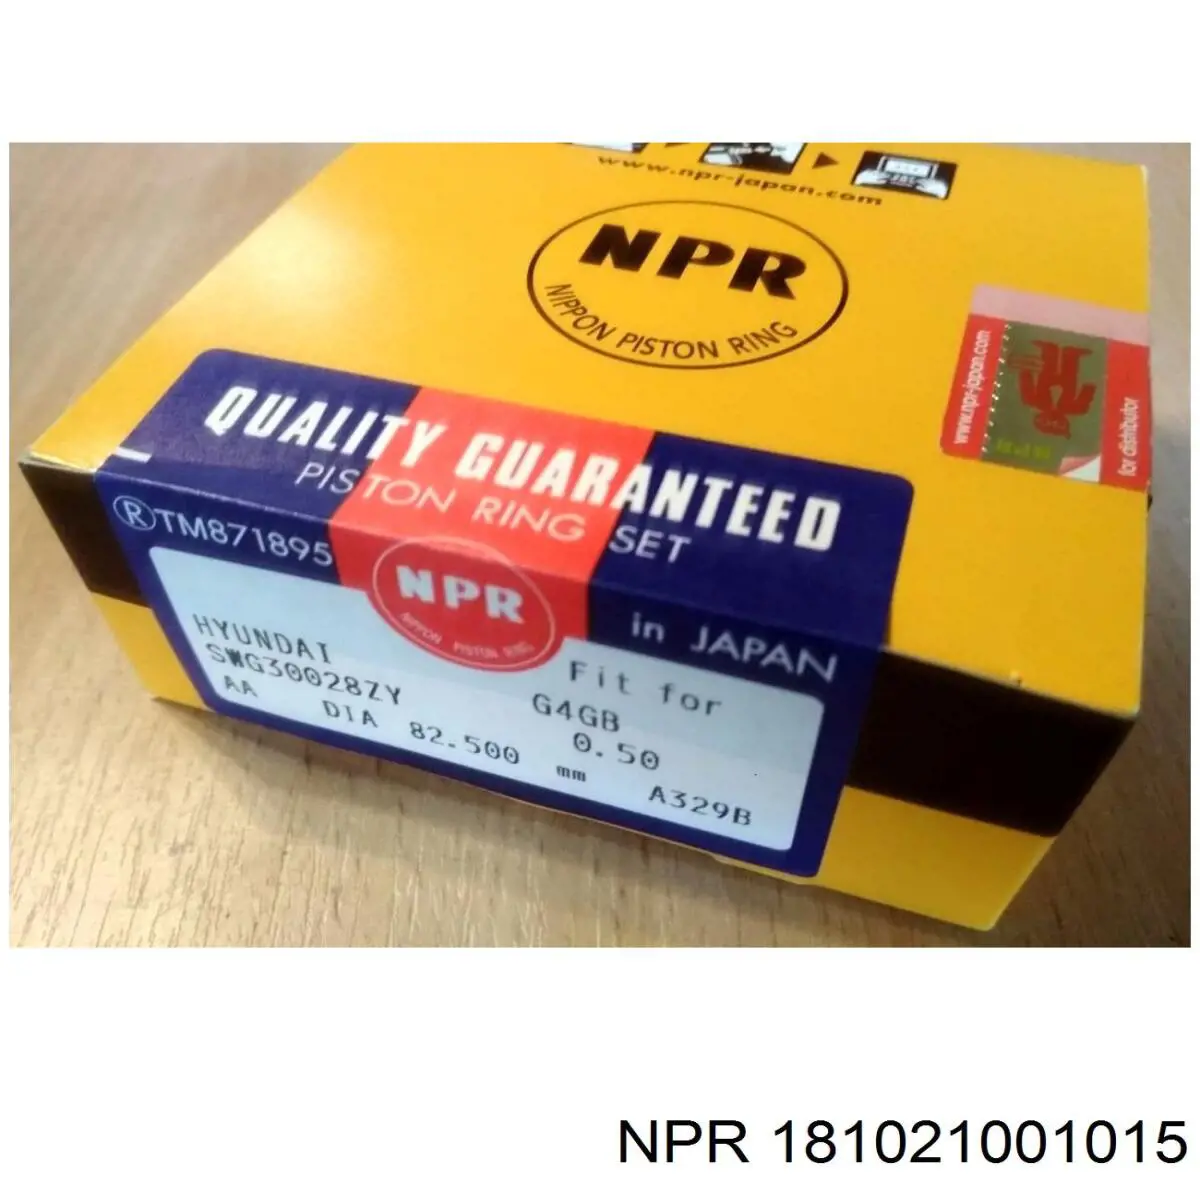 www.npr-japan.com
NPR
NIPPON PISTON RING
www.npr-japan.com
for distributor
QUALITY GUARANTEED
PISTON RING SET
®TM871895
NPR
NIPPON PISTON RING
in JAPAN
HYUNDAI
Fit for
SWG30028ZY
G4GB
AA
0.50
DIA 82.500 mm
A329B
NPR 181021001015